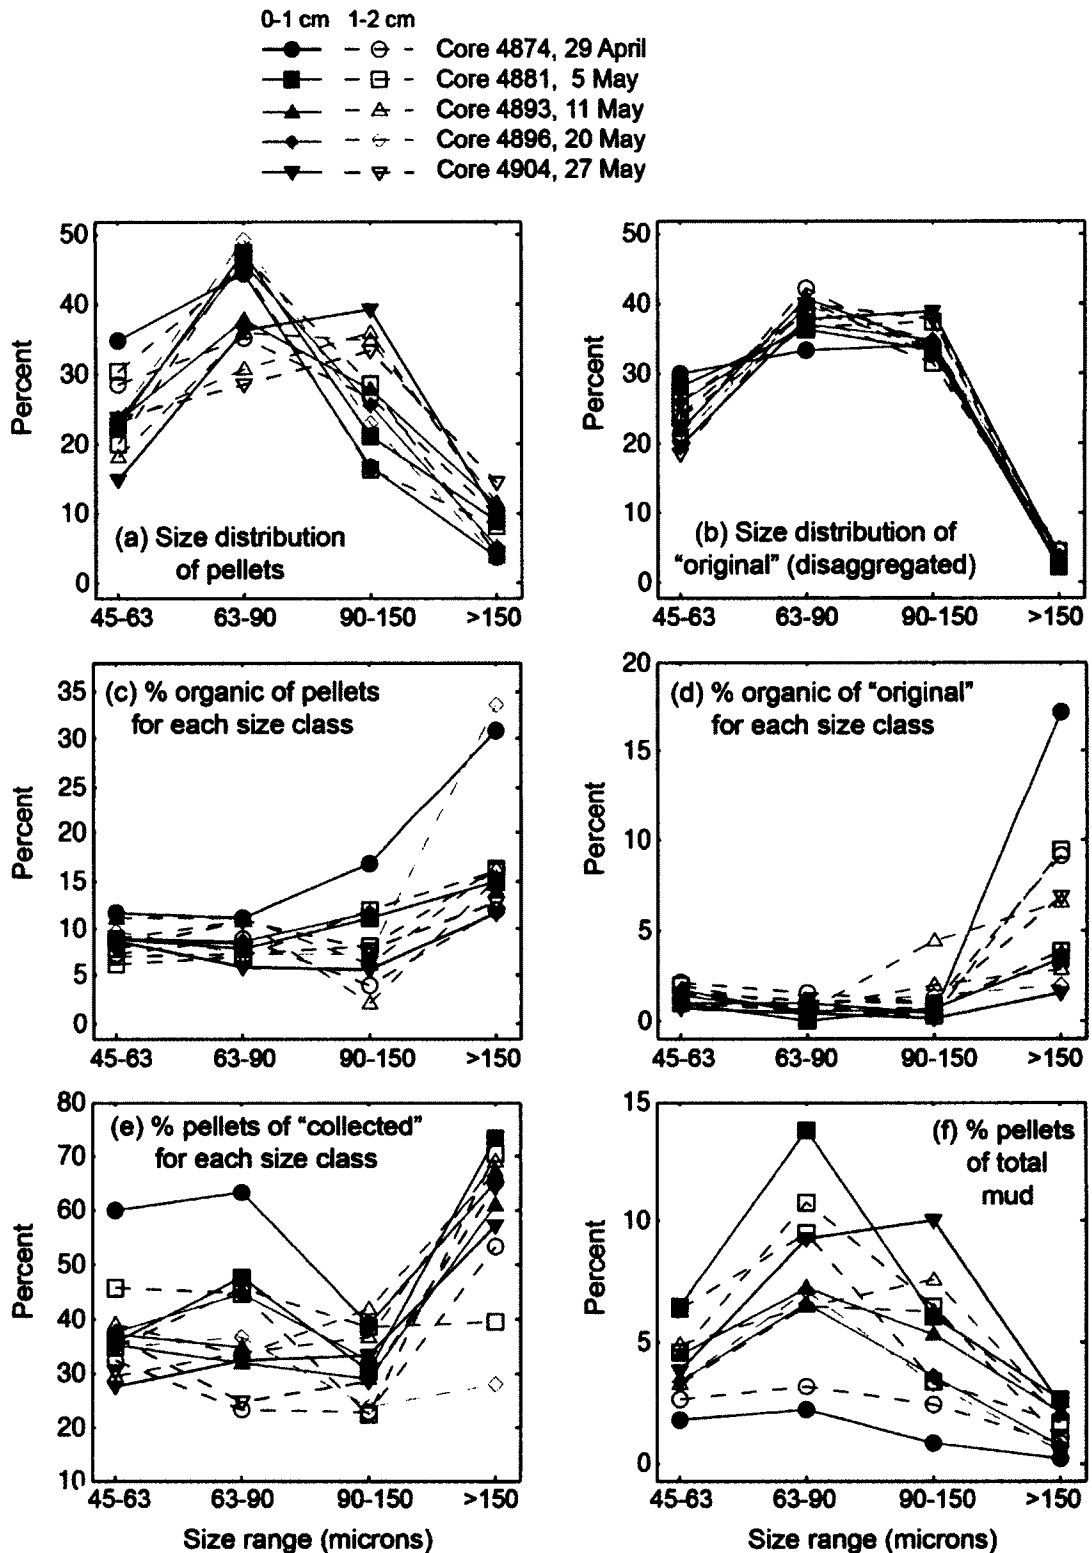 0-1 cm 1-2 cm
Core 4874, 29 April
Core 4881, 5 May
Core 4893, 11 May
Core 4896, 20 May
Core 4904, 27 May
50
40
30
20
10
0
Percent
(a) Size distribution
of pellets
45-63 63-90 90-150 >150
50
40
30
20
10
0
Percent
(b) Size distribution of
"original" (disaggregated)
45-63 63-90 90-150 >150
35
30
25
20
15
10
5
0
Percent
(c) % organic of pellets
for each size class
45-63 63-90 90-150 >150
20
15
10
5
0
Percent
(d) % organic of "original"
for each size class
45-63 63-90 90-150 >150
80
70
60
50
40
30
20
10
Percent
(e) % pellets of "collected"
for each size class
45-63 63-90 90-150 >150
Size range (microns)
15
10
5
0
Percent
(f) % pellets
of total
mud
45-63 63-90 90-150 >150
Size range (microns)